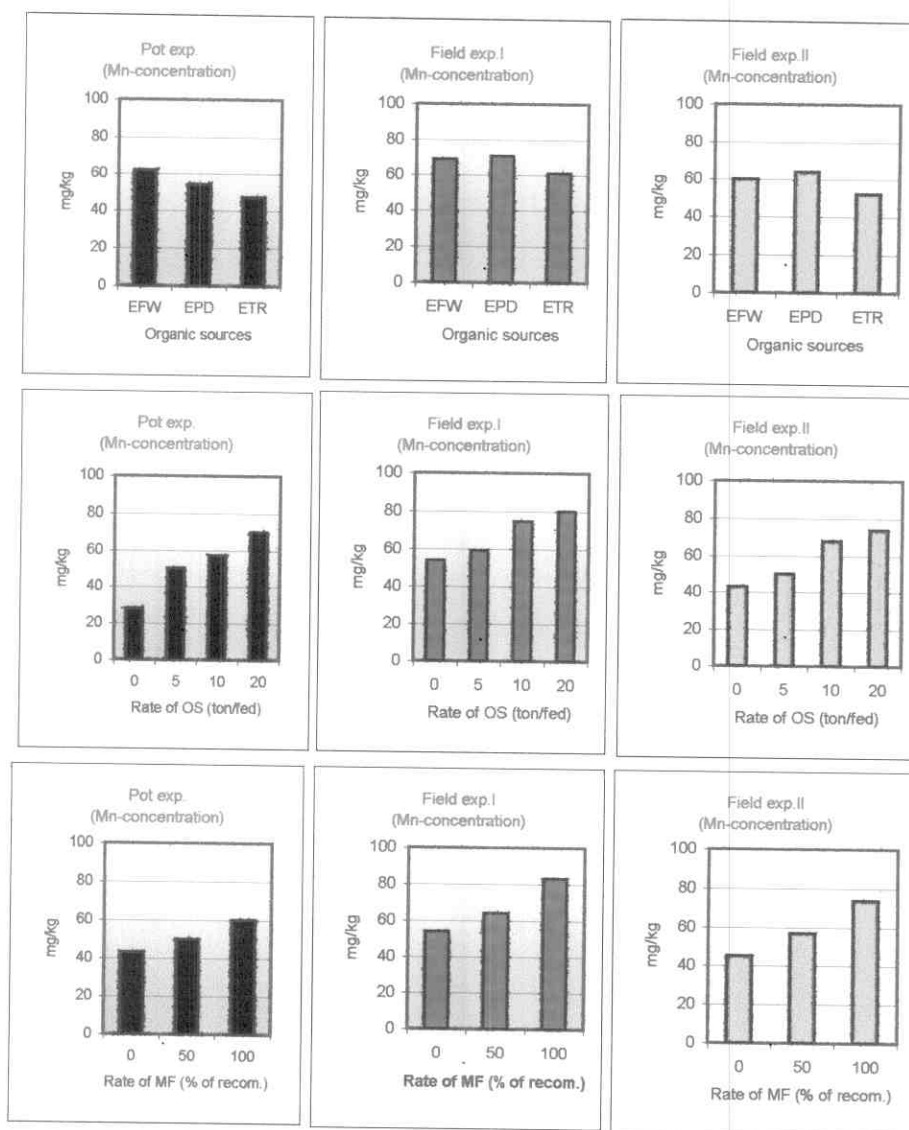 Pot exp.
(Mn-concentration)
100
80
60
40
20
0
mg/kg
EFW EPD ETR
Organic sources
Field exp.I
(Mn-concentration)
100
80
60
40
20
0
mg/kg
EFW EPD ETR
Organic sources
Field exp.II
(Mn-concentration)
100
80
60
40
20
0
mg/kg
EFW EPD ETR
Organic sources
Pot exp.
(Mn-concentration)
100
80
60
40
20
0
mg/kg
0 5 10 20
Rate of OS (ton/fed)
Field exp.I
(Mn-concentration)
100
80
60
40
20
0
mg/kg
0 5 10 20
Rate of OS (ton/fed)
Field exp.II
(Mn-concentration)
100
80
60
40
20
0
mg/kg
0 5 10 20
Rate of OS (ton/fed)
Pot exp.
(Mn-concentration)
100
80
60
40
20
0
mg/kg
0 50 100
Rate of MF (% of recom.)
Field exp.I
(Mn-concentration)
100
80
60
40
20
0
mg/kg
0 50 100
Rate of MF (% of recom.)
Field exp.II
(Mn-concentration)
100
80
60
40
20
0
mg/kg
0 50 100
Rate of MF (% of recom.)